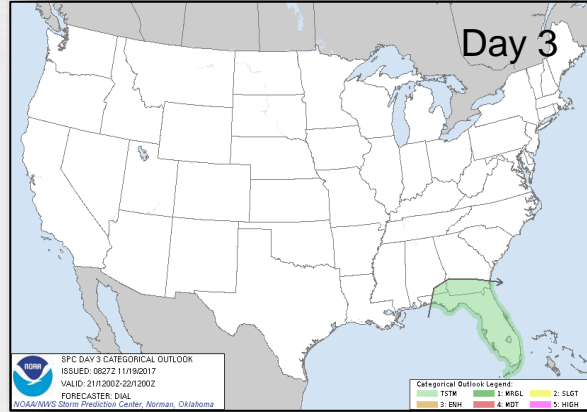 Day 3
NOAA
SPC DAY 3 CATEGORICAL OUTLOOK
ISSUED: 0827Z 11/19/2017
VALID: 21/1200Z-22/1200Z
FORECASTER: DIAL
NOAA/NWS Storm Prediction Center, Norman, Oklahoma
Categorical Outlook Legend:
TSTM 1: MRGL 2: SLGT
3: ENH 4: MDT 5: HIGH